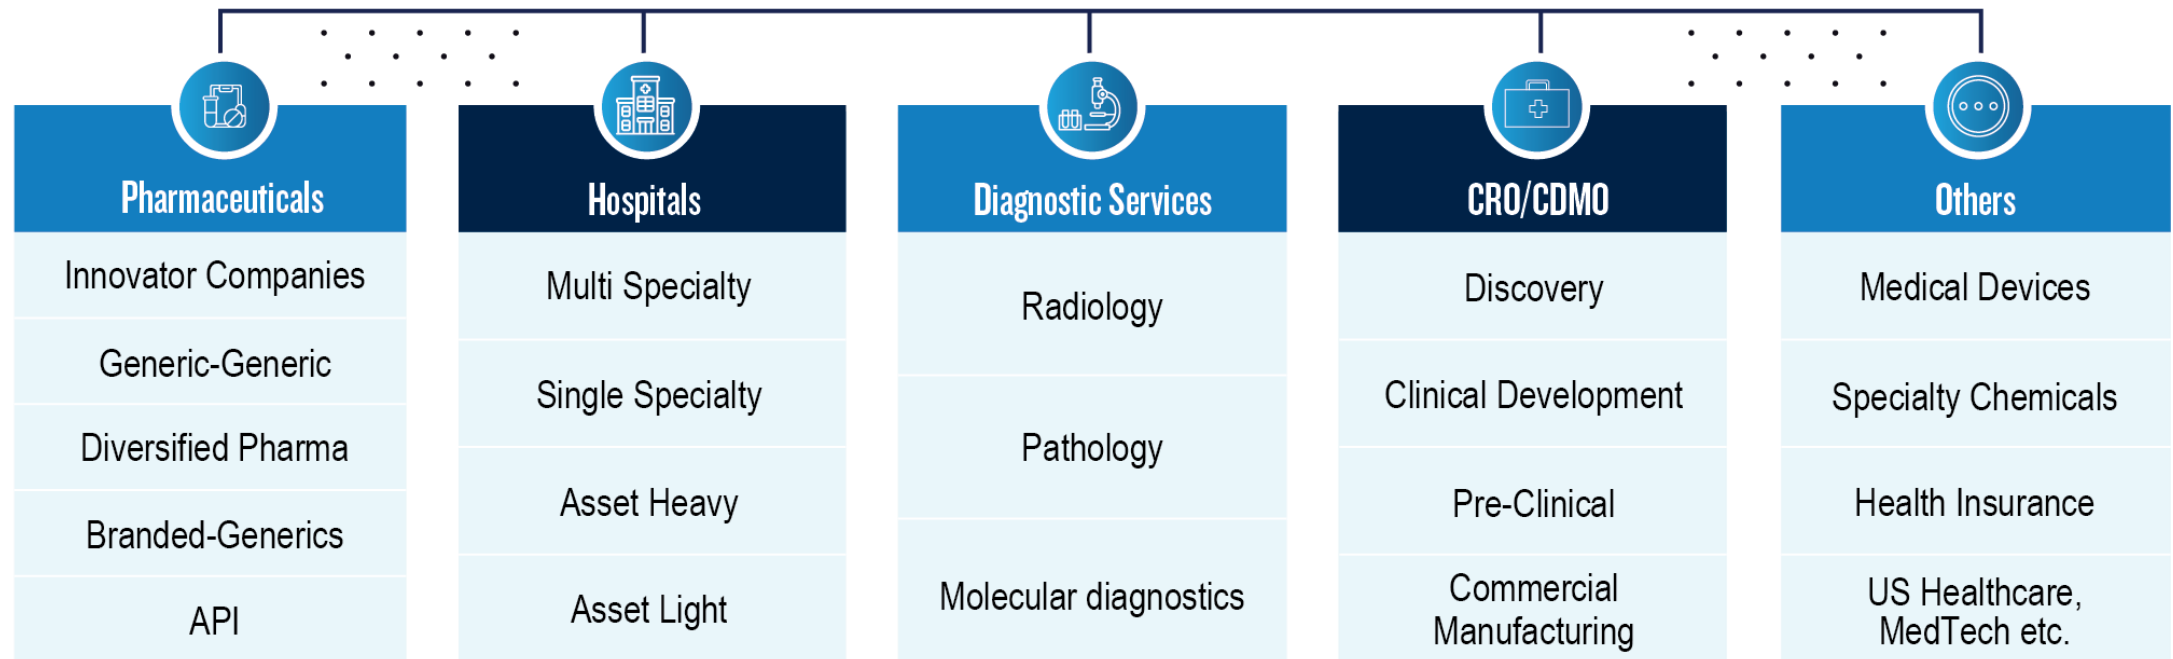 Pharmaceuticals
Innovator Companies
Generic-Generic
Diversified Pharma
Branded-Generics
API
Hospitals
Multi Specialty
Single Specialty
Asset Heavy
Asset Light
Diagnostic Services
Radiology
Pathology
Molecular diagnostics
CRO/CDMO
Discovery
Clinical Development
Pre-Clinical
Commercial
Manufacturing
Others
Medical Devices
Specialty Chemicals
Health Insurance
US Healthcare,
MedTech etc.